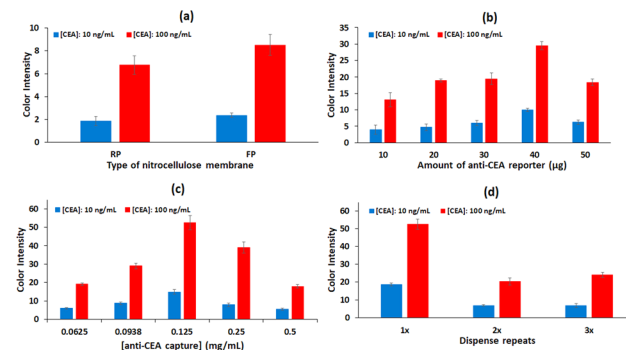 (a)
[CEA]: 10 ng/mL [CEA]: 100 ng/mL
Color Intensity
10
8
6
4
2
0
RP FP
Type of nitrocellulose membrane
(b)
[CEA]: 10 ng/mL [CEA]: 100 ng/mL
Color Intensity
35
30
25
20
15
10
5
0
10 20 30 40 50
Amount of anti-CEA reporter (µg)
(c)
[CEA]: 10 ng/mL [CEA]: 100 ng/mL
Color Intensity
60
50
40
30
20
10
0
0.0625 0.0938 0.125 0.25 0.5
[anti-CEA capture] (mg/mL)
(d)
[CEA]: 10 ng/mL [CEA]: 100 ng/mL
Color Intensity
60
50
40
30
20
10
0
1x 2x 3x
Dispense repeats